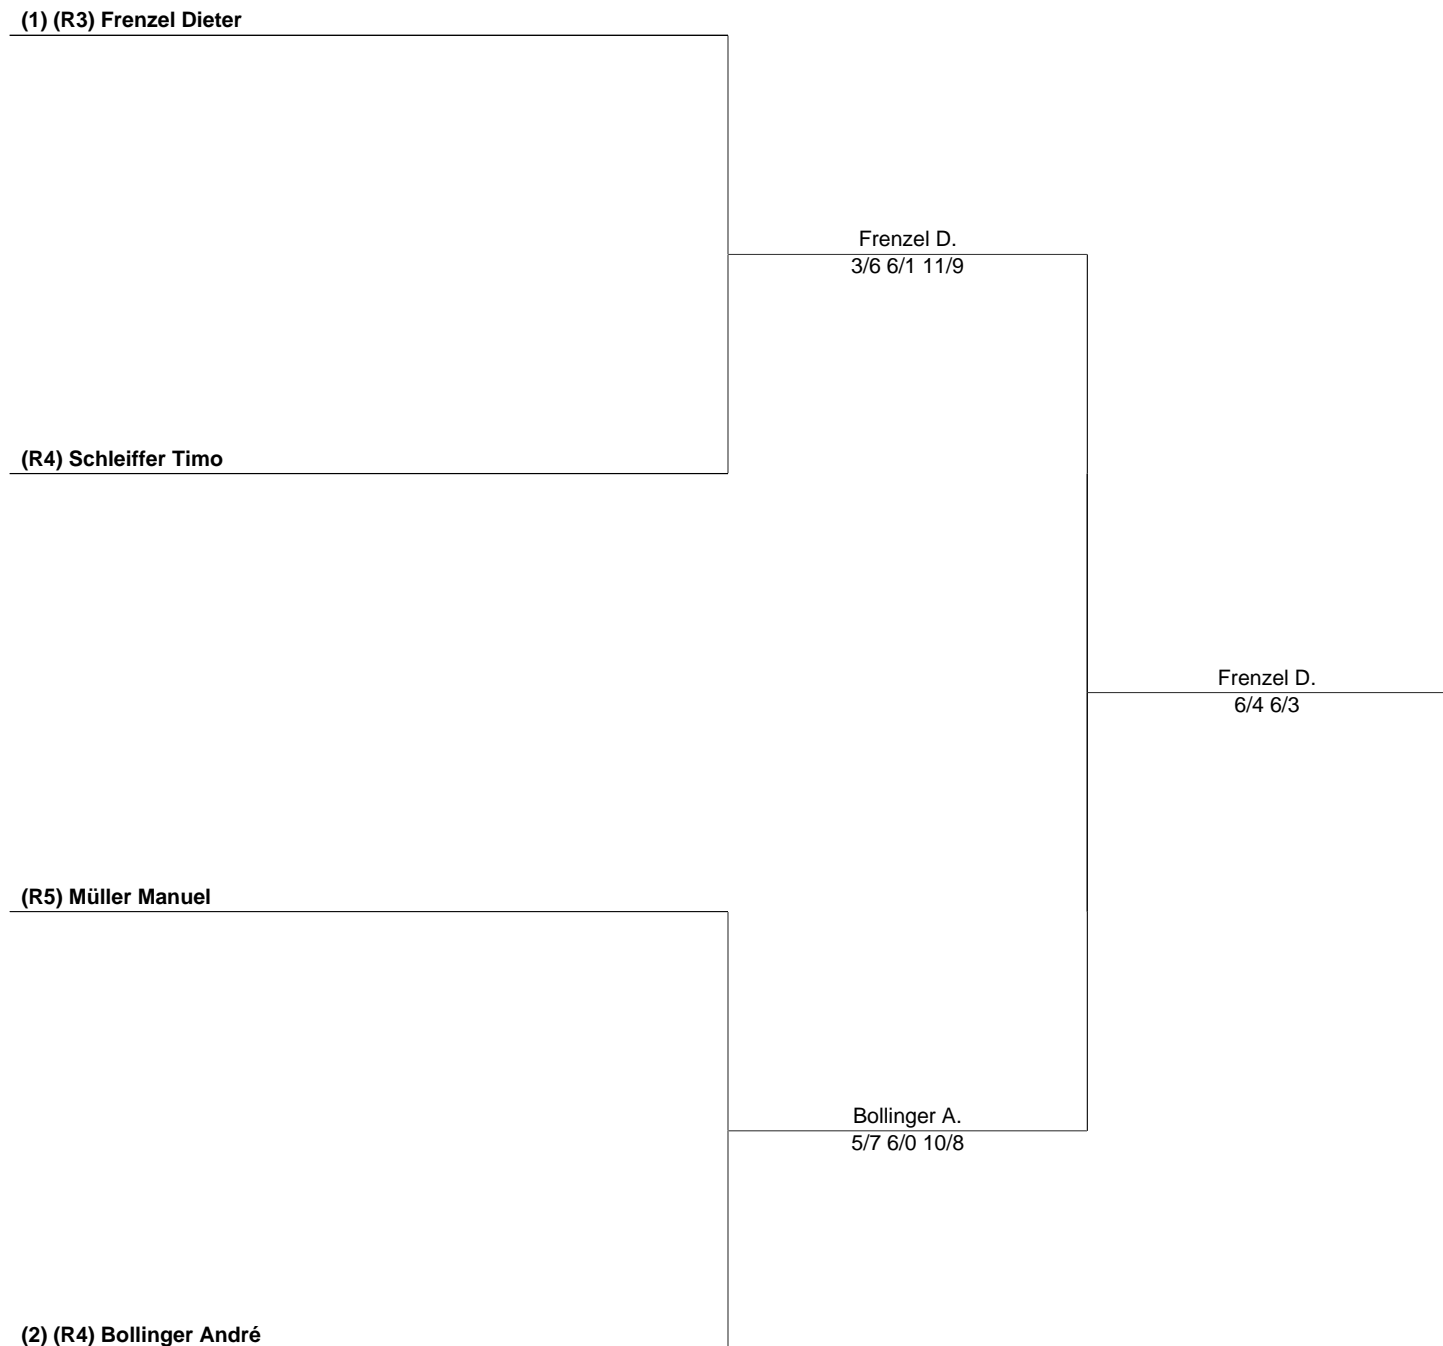 (1) (R3) Frenzel Dieter
Frenzel D.
3/6 6/1 11/9
(R4) Schleiffer Timo
Frenzel D.
6/4 6/3
(R5) Müller Manuel
Bollinger A.
5/7 6/0 10/8
(2) (R4) Bollinger André